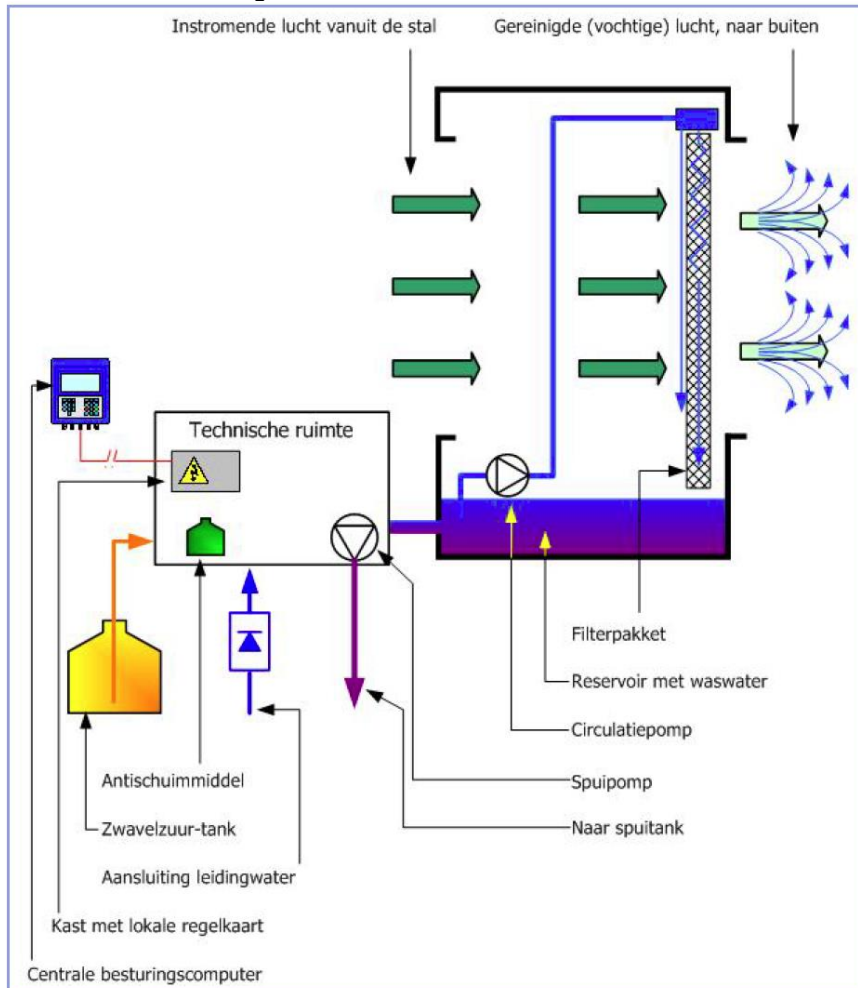 Instromende lucht vanuit de stal
Gereinigde (vochtige) lucht, naar buiten
Technische ruimte
Filterpakket
Reservoir met waswater
Circulatiepomp
Antischuimmiddel
Spuipomp
Zwavelzuur-tank
Naar spuitank
Aansluiting leidingwater
Kast met lokale regelkaart
Centrale besturingscomputer